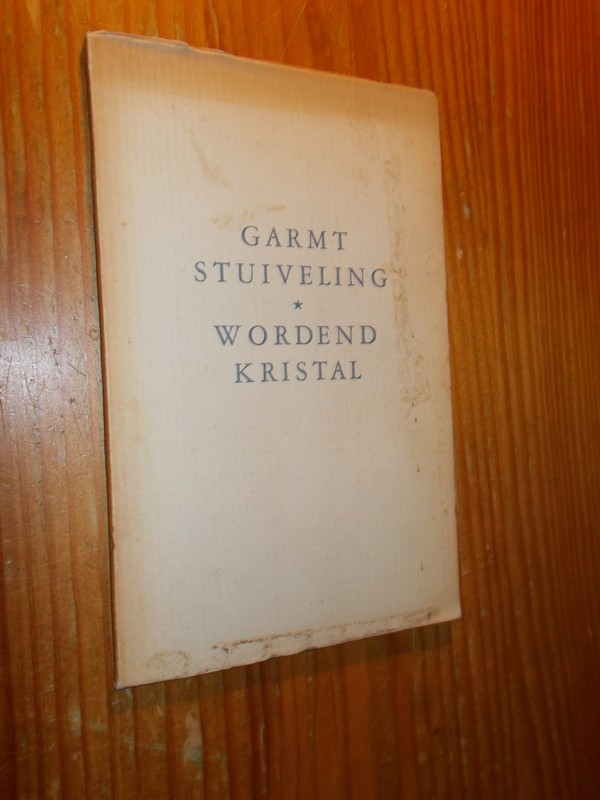 GARMT
STUIVELING
*
WORDEND
KRISTAL